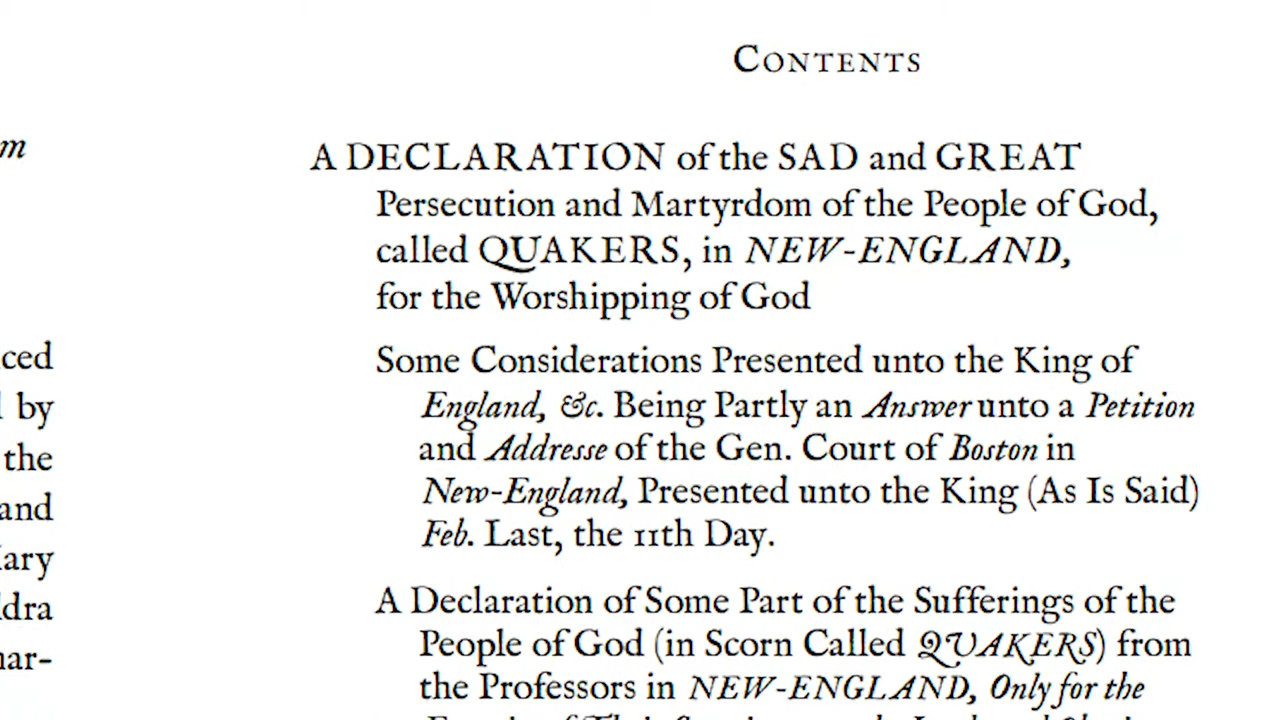 CONTENTS
m
A DECLARATION of the SAD and GREAT
Persecution and Martyrdom of the People of God,
called QUAKERS, in NEW-ENGLAND,
for the Worshipping of God
ced
by
the
and
ary
dra
ar-
Some Considerations Presented unto the King of
England, &c. Being Partly an Answer unto a Petition
and Addresse of the Gen. Court of Boston in
New-England, Presented unto the King (As Is Said)
Feb. Last, the 11th Day.
A Declaration of Some Part of the Sufferings of the
People of God (in Scorn Called QUAKERS) from
the Professors in NEW-ENGLAND, Only for the